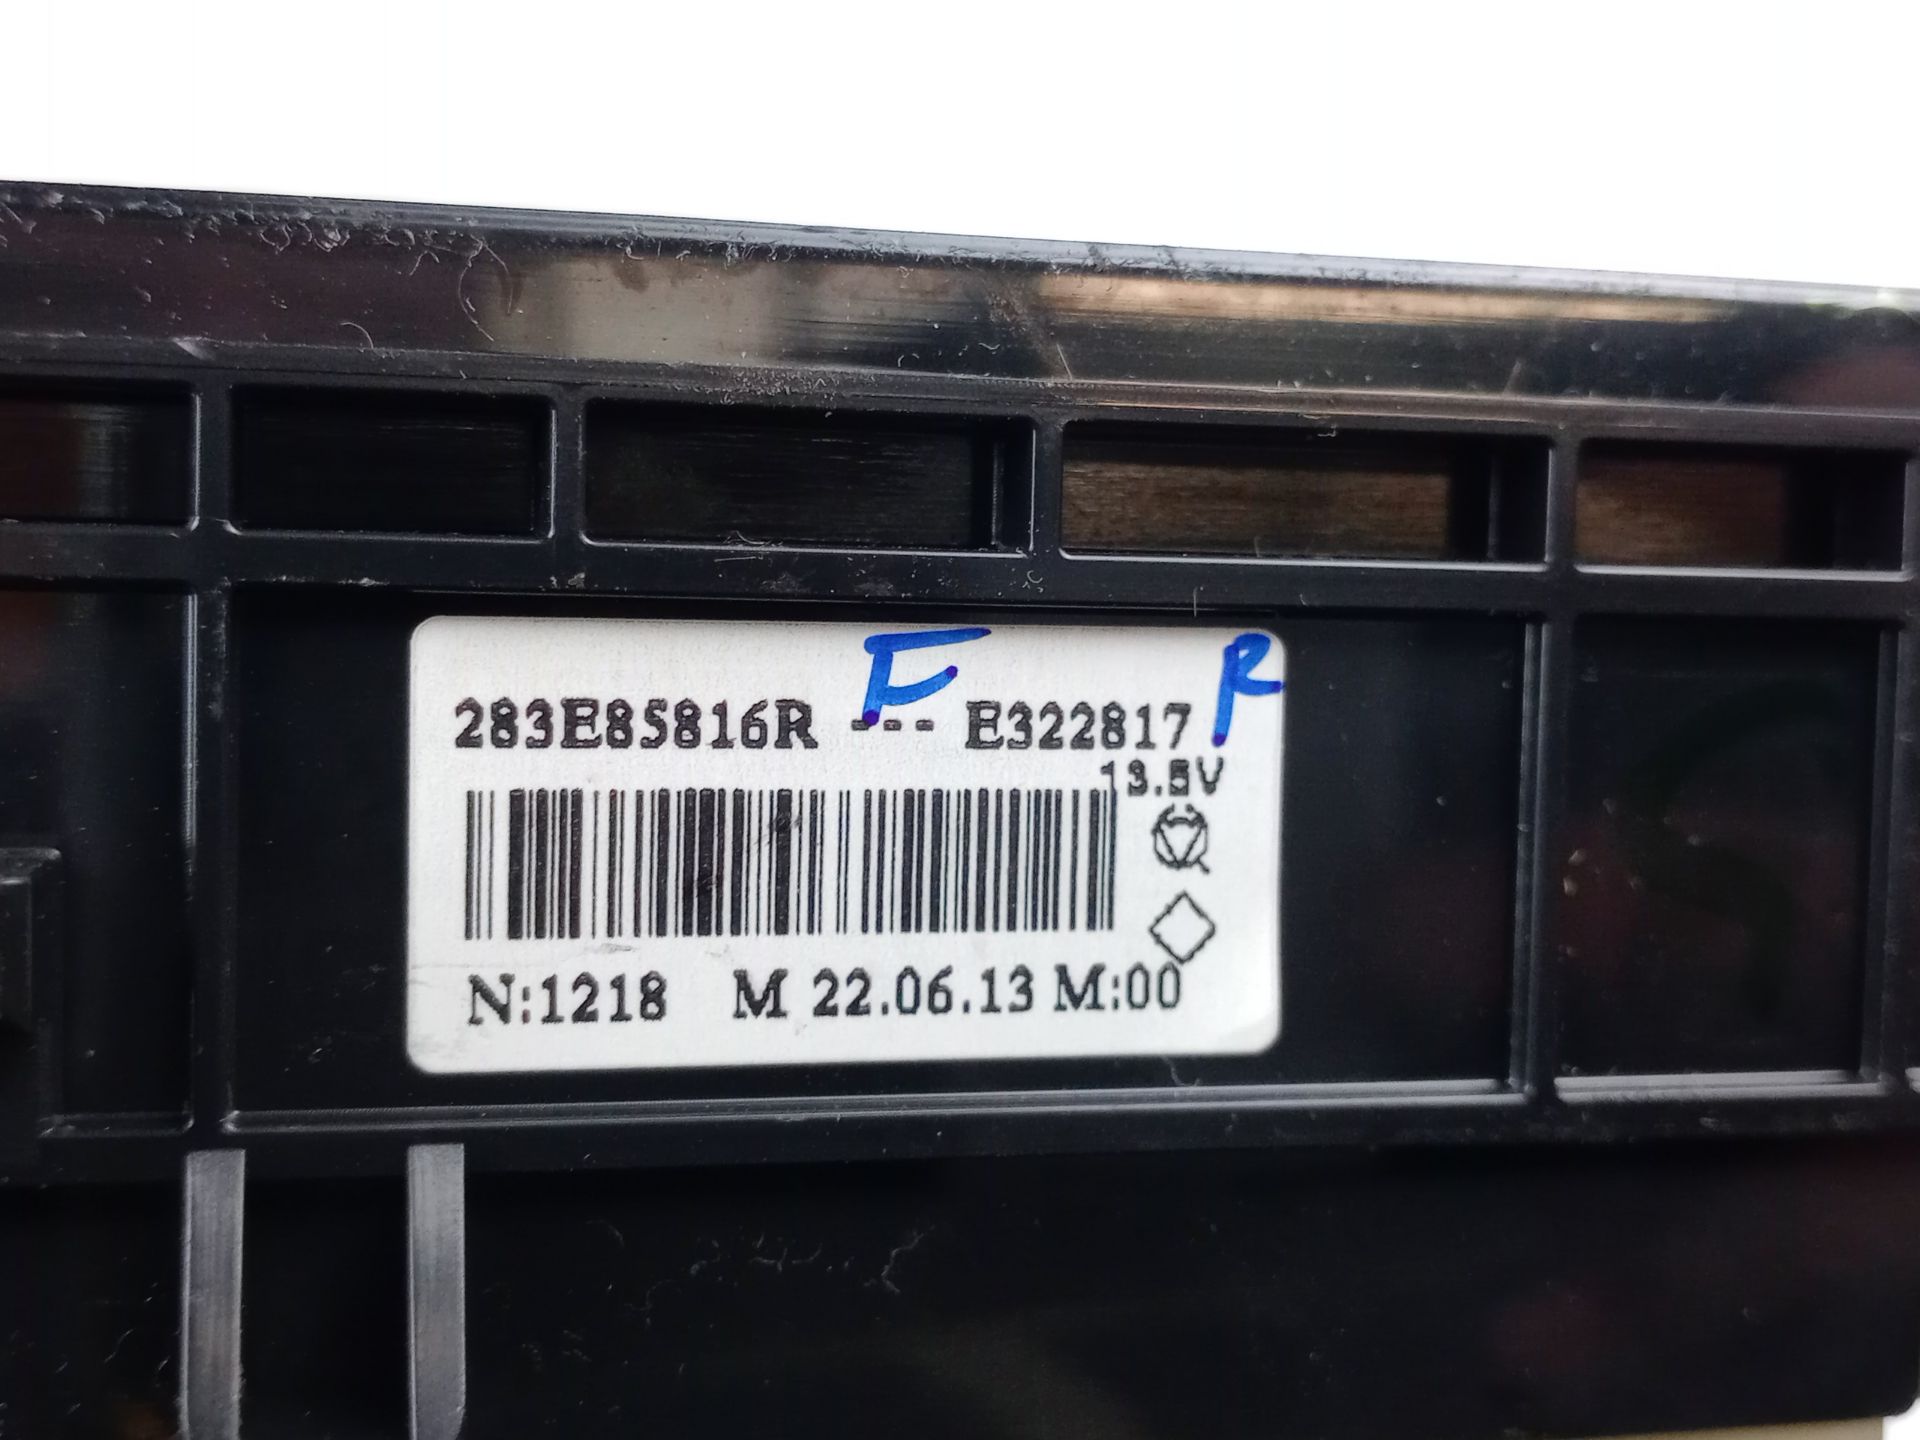 F R
283E85816R --- E322817
13.5V
N:1218 M 22.06.13 M:00